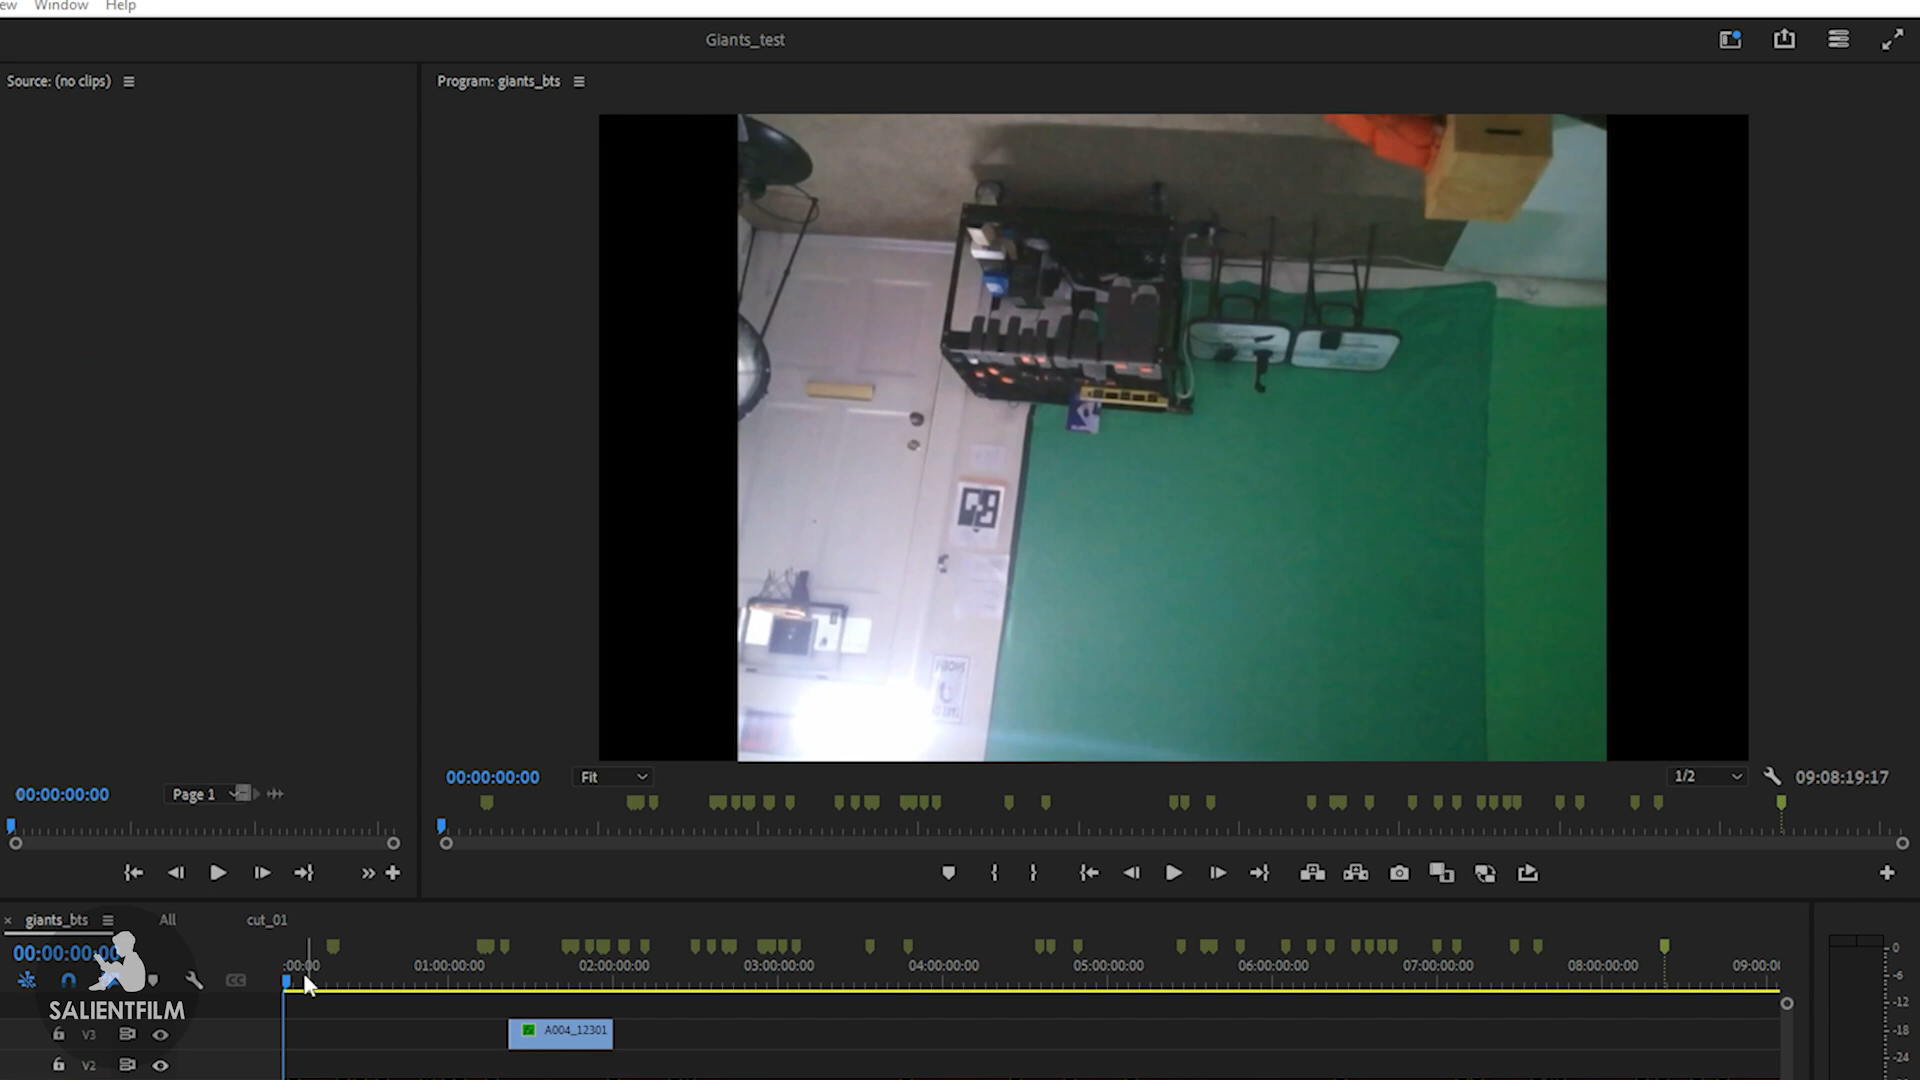 Window Help
Giants_test
Source: (no clips)
Program: giants_bts
00:00:00:00
Page 1
00:00:00:00
Fit
1/2
09:08:19:17
giants_bts
All
cut_01
00:00:00:00
:00:00
01:00:00:00
02:00:00:00
03:00:00:00
04:00:00:00
05:00:00:00
06:00:00:00
07:00:00:00
08:00:00:00
09:00:0
SALIENTFILM
V3
A004_12301
V2
0
-6
-12
-18
-24